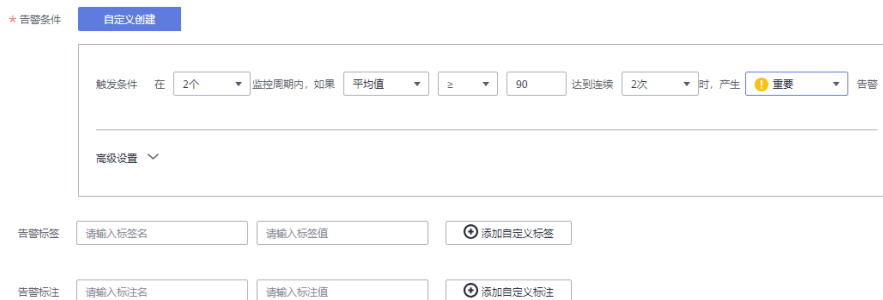 * 告警条件 自定义创建
触发条件 在 2个 监控周期内，如果 平均值 ≥ 90 达到连续 2次 时，产生 重要 告警
高级设置
告警标签 请输入标签名 请输入标签值 添加自定义标签
告警标注 请输入标注名 请输入标注值 添加自定义标注